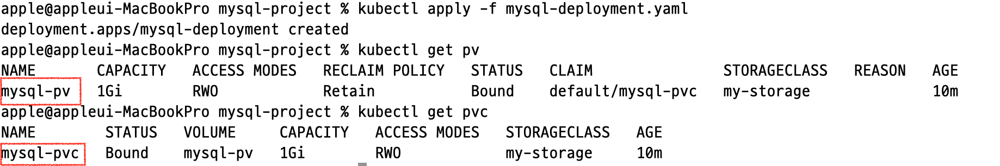 apple@appleui-MacBookPro mysql-project % kubectl apply -f mysql-deployment.yaml
deployment.apps/mysql-deployment created
apple@appleui-MacBookPro mysql-project % kubectl get pv
NAME       CAPACITY   ACCESS MODES   RECLAIM POLICY   STATUS   CLAIM               STORAGECLASS   REASON   AGE
mysql-pv   1Gi        RWO            Retain           Bound    default/mysql-pvc   my-storage              10m
apple@appleui-MacBookPro mysql-project % kubectl get pvc
NAME        STATUS   VOLUME     CAPACITY   ACCESS MODES   STORAGECLASS   AGE
mysql-pvc   Bound    mysql-pv   1Gi        RWO            my-storage     10m